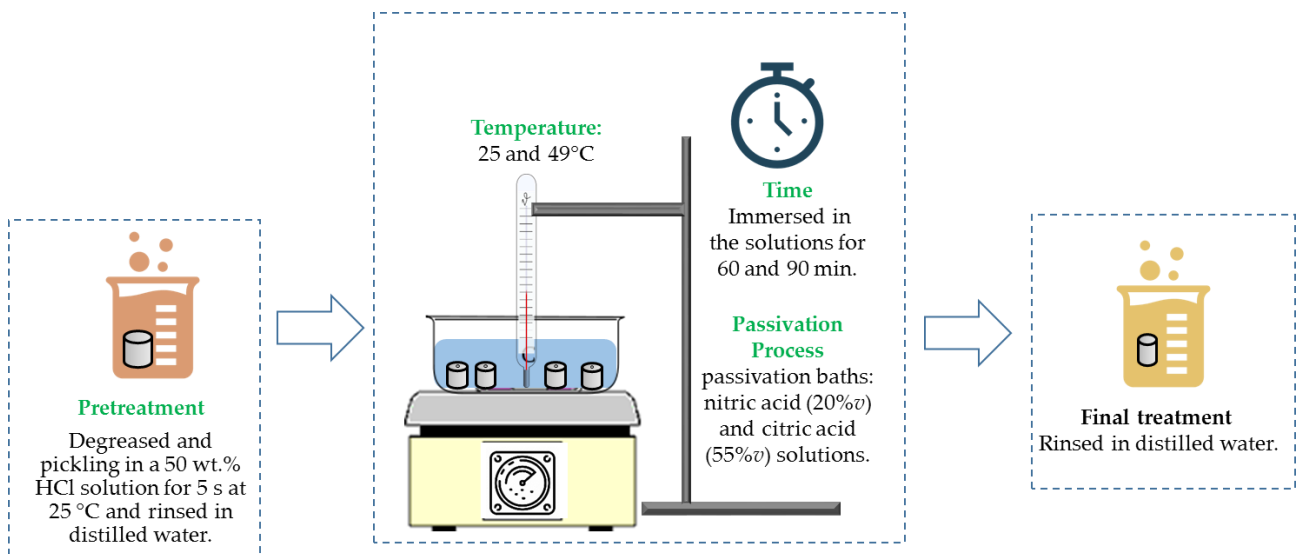 Pretreatment
Degreased and
pickling in a 50 wt.%
HCl solution for 5 s at
25 °C and rinsed in
distilled water.
Temperature:
25 and 49°C
Time
Immersed in
the solutions for
60 and 90 min.
Passivation
Process
passivation baths:
nitric acid (20%v)
and citric acid
(55%v) solutions.
Final treatment
Rinsed in distilled water.